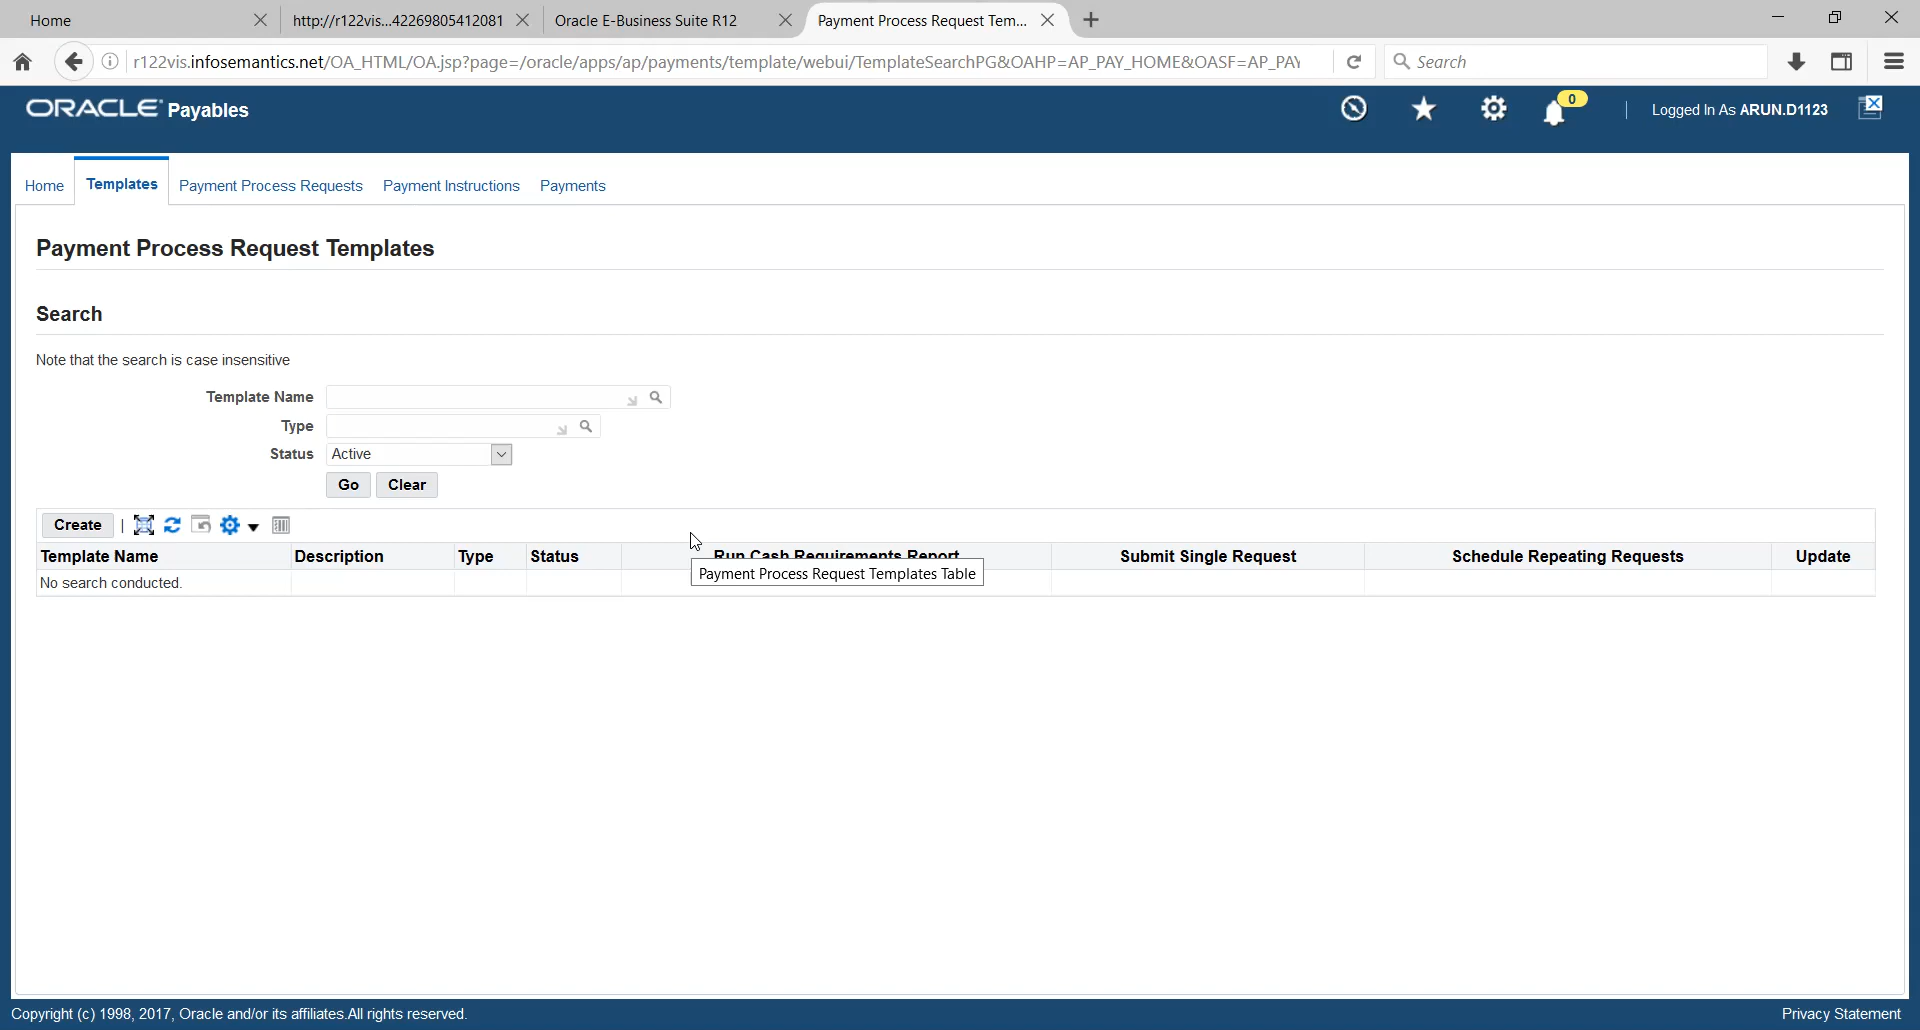 Home
http://r122vis...42269805412081
Oracle E-Business Suite R12
Payment Process Request Tem...
r122vis.infosemantics.net/OA_HTML/OA.jsp?page=/oracle/apps/ap/payments/template/webui/TemplateSearchPG&OAHP=AP_PAY_HOME&OASF=AP_PAY
Search
ORACLE Payables
0
Logged In As ARUN.D1123
Home
Templates
Payment Process Requests
Payment Instructions
Payments
Payment Process Request Templates
Search
Note that the search is case insensitive
Template Name
Type
Status Active
Go Clear
Create
Template Name Description Type Status Run Cash Requirements Report Submit Single Request Schedule Repeating Requests Update
No search conducted.
Payment Process Request Templates Table
Copyright (c) 1998, 2017, Oracle and/or its affiliates.All rights reserved.
Privacy Statement